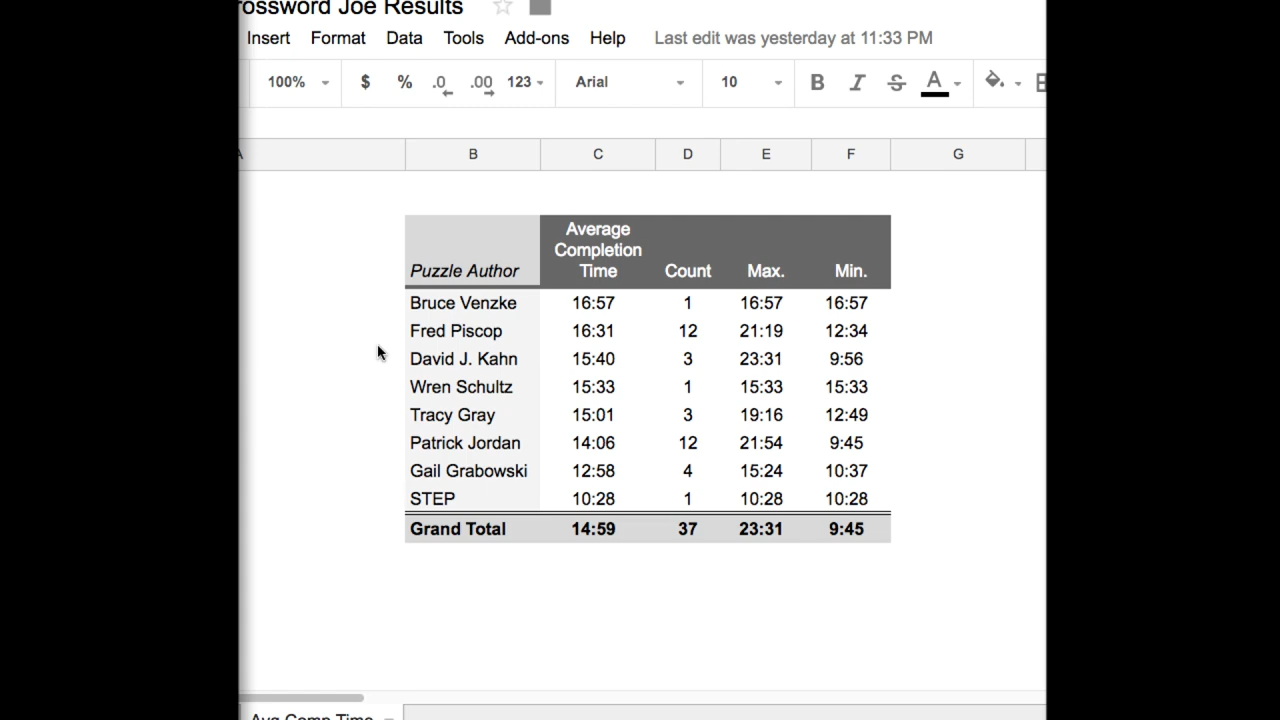 rossword Joe Results
Insert Format Data Tools Add-ons Help Last edit was yesterday at 11:33 PM
100% $ % .0 .00 123 Arial 10 B I S A
A B C D E F G
Puzzle Author Average Completion Time Count Max. Min.
Bruce Venzke 16:57 1 16:57 16:57
Fred Piscop 16:31 12 21:19 12:34
David J. Kahn 15:40 3 23:31 9:56
Wren Schultz 15:33 1 15:33 15:33
Tracy Gray 15:01 3 19:16 12:49
Patrick Jordan 14:06 12 21:54 9:45
Gail Grabowski 12:58 4 15:24 10:37
STEP 10:28 1 10:28 10:28
Grand Total 14:59 37 23:31 9:45
Avg Comp Time